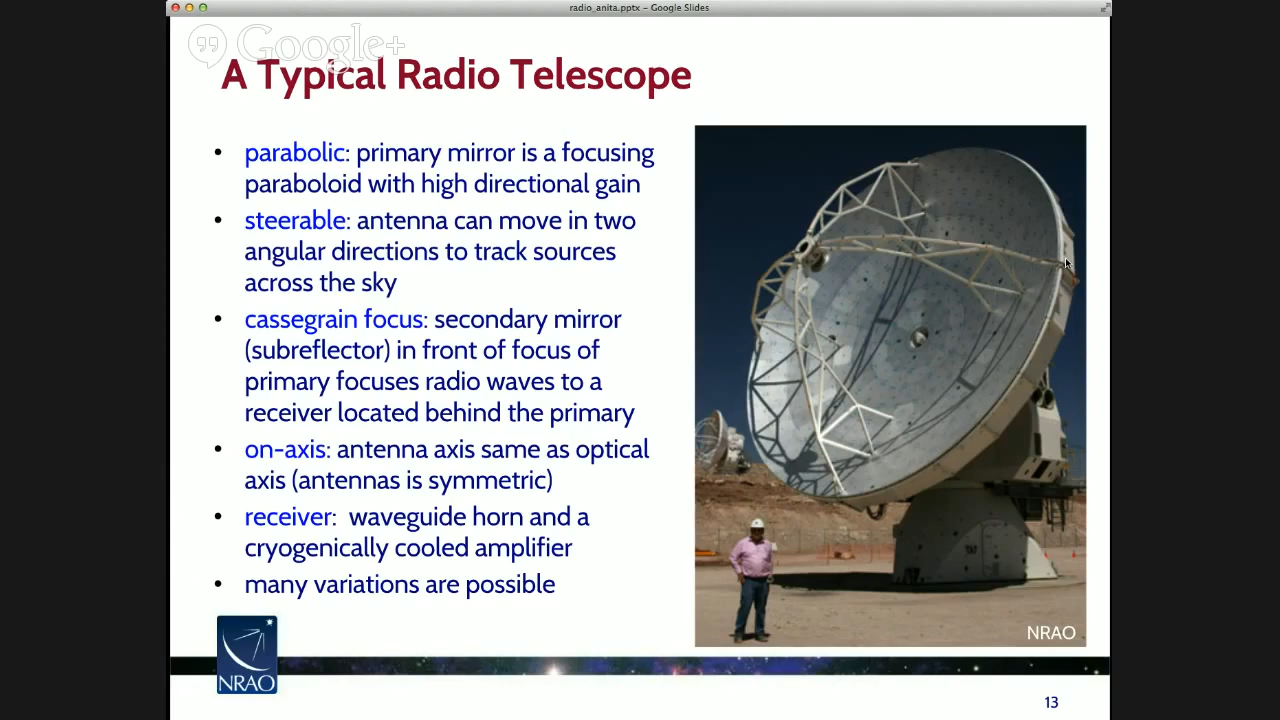 radio_anita.pptx – Google Slides
Google+
A Typical Radio Telescope
• parabolic: primary mirror is a focusing
paraboloid with high directional gain
• steerable: antenna can move in two
angular directions to track sources
across the sky
• cassegrain focus: secondary mirror
(subreflector) in front of focus of
primary focuses radio waves to a
receiver located behind the primary
• on-axis: antenna axis same as optical
axis (antennas is symmetric)
• receiver: waveguide horn and a
cryogenically cooled amplifier
• many variations are possible
NRAO
NRAO
13